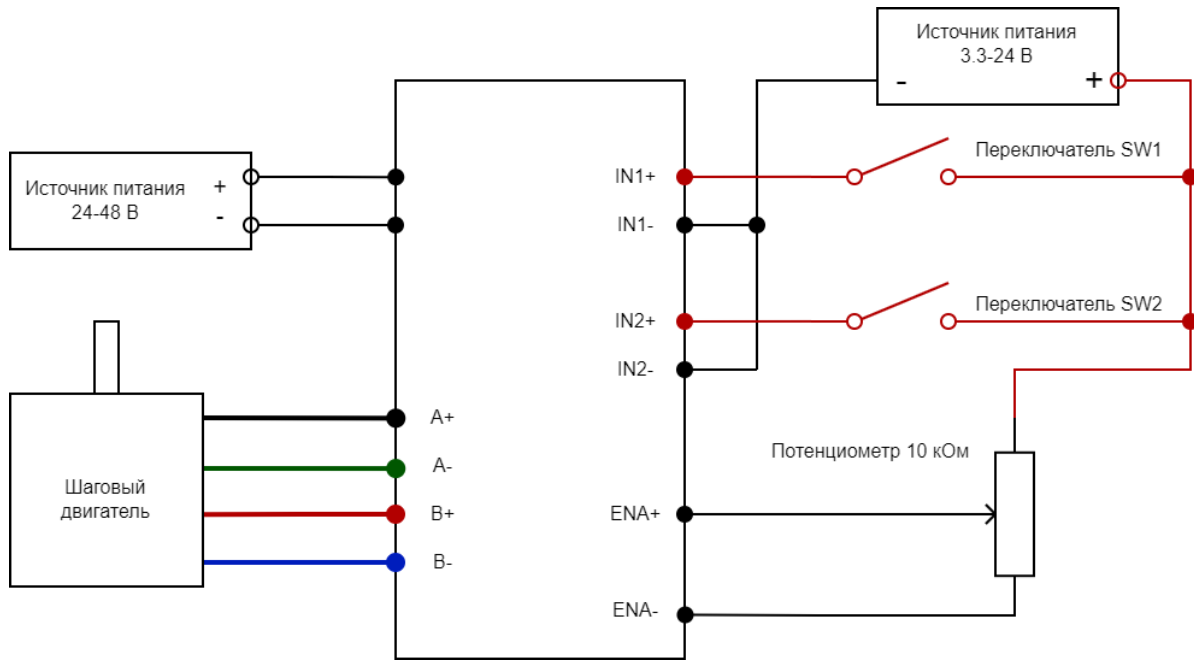 Источник питания
3.3-24 В
-
+
Источник питания
24-48 В
+
-
IN1+
Переключатель SW1
IN1-
IN2+
Переключатель SW2
IN2-
A+
A-
B+
B-
Шаговый
двигатель
Потенциометр 10 кОм
ENA+
ENA-